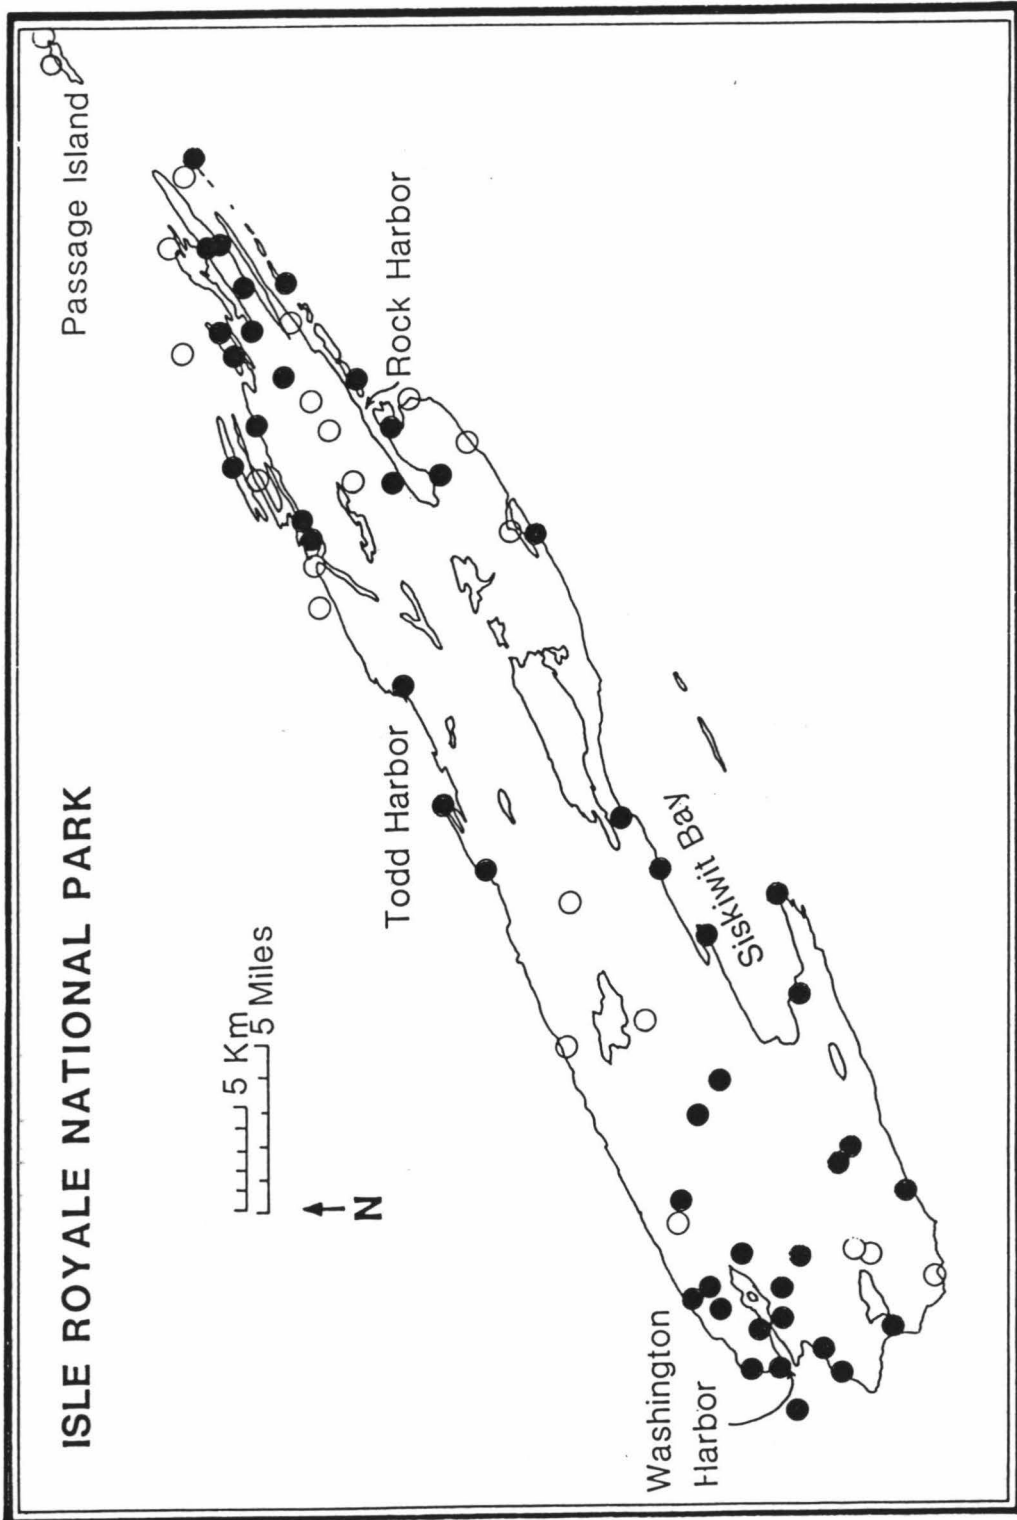 ISLE ROYALE NATIONAL PARK
5 Km
5 Miles
N
Passage Island
Rock Harbor
Todd Harbor
Siskiwit Bay
Washington
Harbor